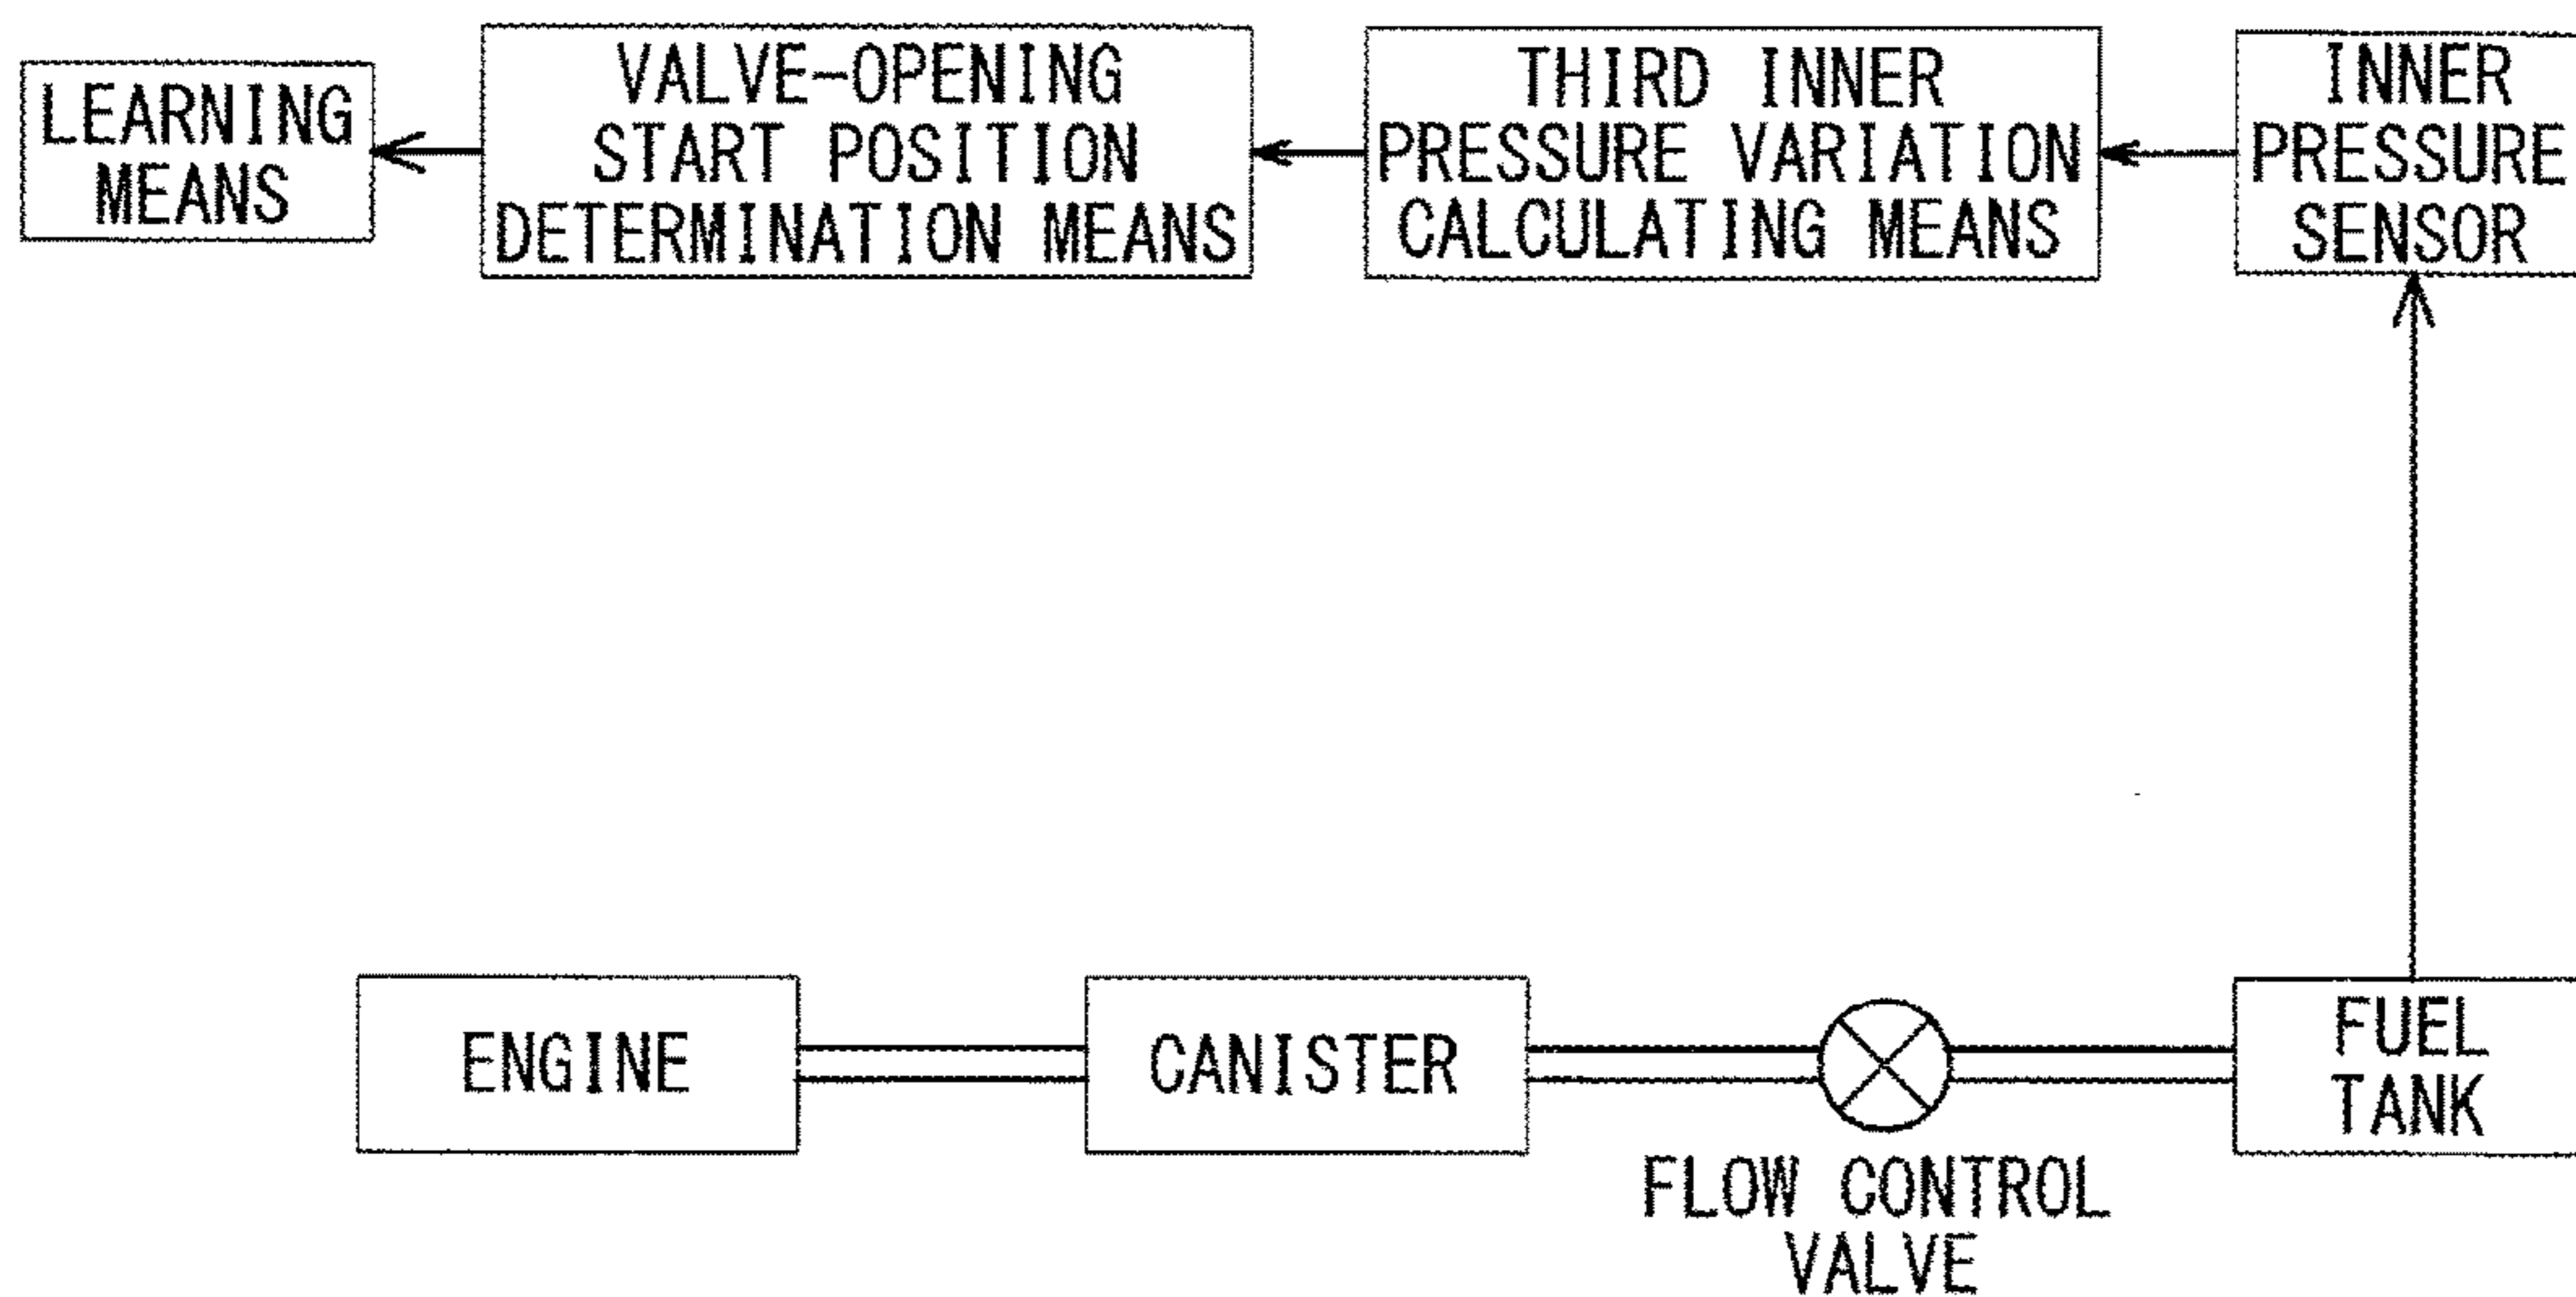 LEARNING
MEANS
VALVE-OPENING
START POSITION
DETERMINATION MEANS
THIRD INNER
PRESSURE VARIATION
CALCULATING MEANS
INNER
PRESSURE
SENSOR
ENGINE
CANISTER
FLOW CONTROL
VALVE
FUEL
TANK